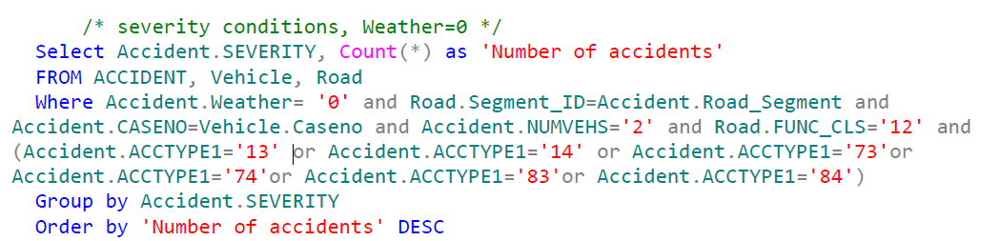 /* severity conditions, Weather=0 */
Select Accident.SEVERITY, Count(*) as 'Number of accidents'
FROM ACCIDENT, Vehicle, Road
Where Accident.Weather= '0' and Road.Segment_ID=Accident.Road_Segment and
Accident.CASENO=Vehicle.Caseno and Accident.NUMVEHS='2' and Road.FUNC_CLS='12' and
(Accident.ACCTYPE1='13' or Accident.ACCTYPE1='14' or Accident.ACCTYPE1='73'or
Accident.ACCTYPE1='74'or Accident.ACCTYPE1='83'or Accident.ACCTYPE1='84')
Group by Accident.SEVERITY
Order by 'Number of accidents' DESC